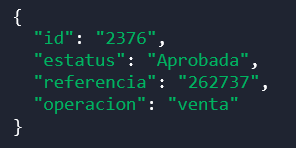 {
  "id": "2376",
  "estatus": "Aprobada",
  "referencia": "262737",
  "operacion": "venta"
}